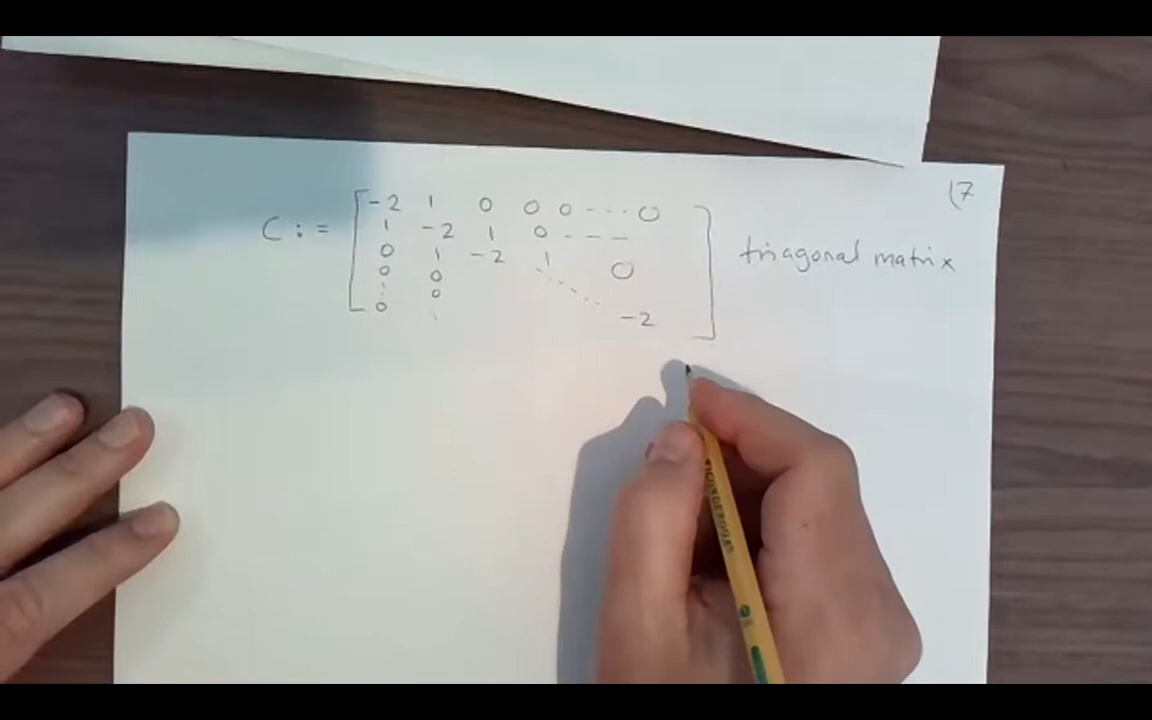 17
C := [ -2 1 0 0 0 - - · · · 0 ] triagonal matrix
1 -2 1 0 - - - -
0 1 -2 1 0
0 0
⋮ 0
0 ⋮ -2
TICONDEROGA